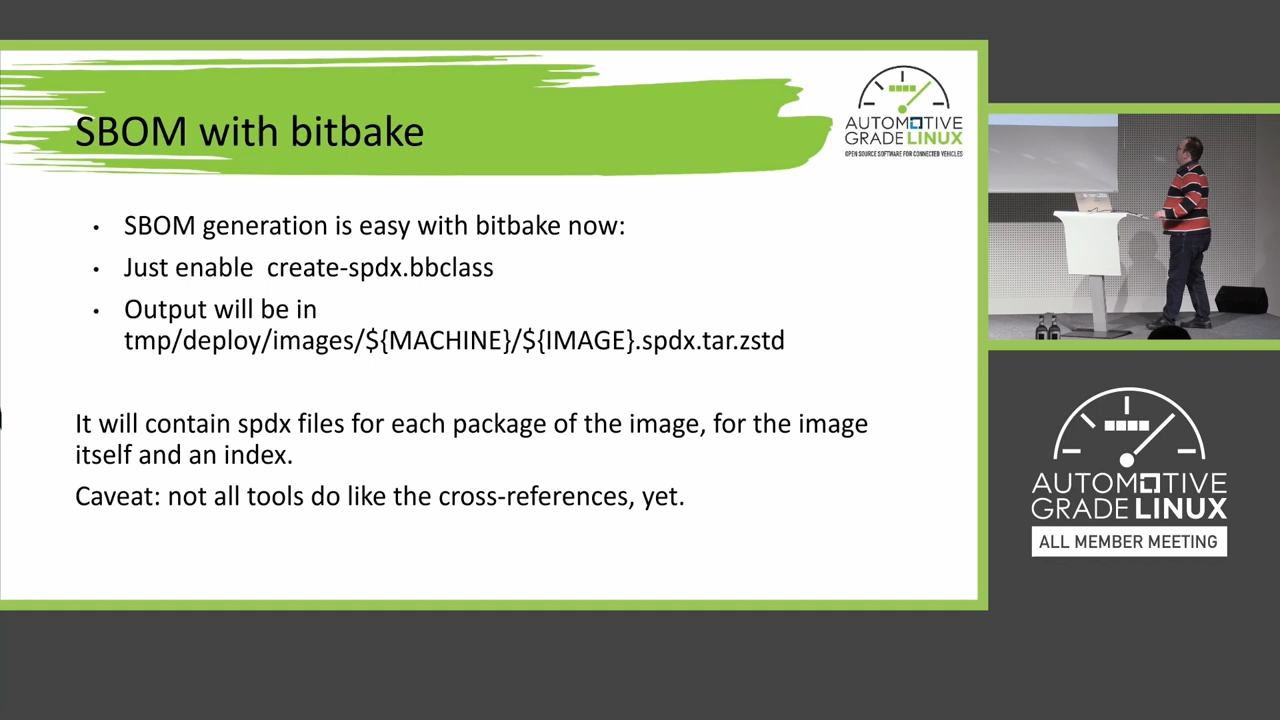 SBOM with bitbake
AUTOMOTIVE
GRADE LINUX
OPEN SOURCE SOFTWARE FOR CONNECTED VEHICLES
• SBOM generation is easy with bitbake now:
• Just enable  create-spdx.bbclass
• Output will be in
tmp/deploy/images/${MACHINE}/${IMAGE}.spdx.tar.zstd
It will contain spdx files for each package of the image, for the image
itself and an index.
Caveat: not all tools do like the cross-references, yet.
AUTOMOTIVE
GRADE LINUX
ALL MEMBER MEETING